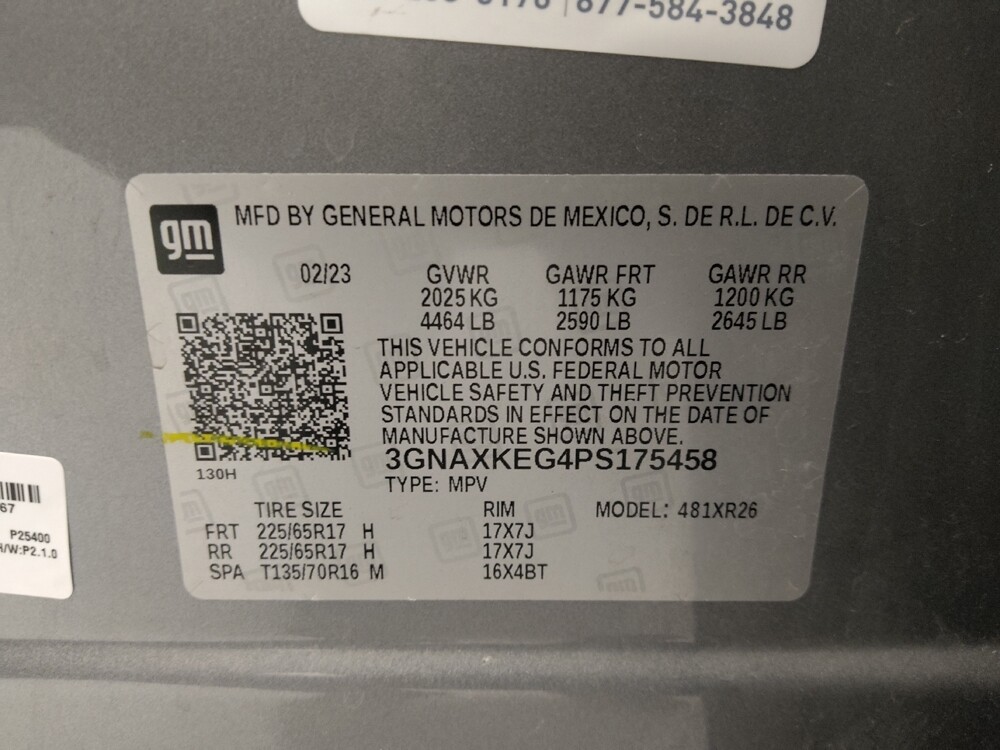 877-584-3848
gm
MFD BY GENERAL MOTORS DE MEXICO, S. DE R.L. DE C.V.
02/23 GVWR GAWR FRT GAWR RR
2025 KG 1175 KG 1200 KG
4464 LB 2590 LB 2645 LB
THIS VEHICLE CONFORMS TO ALL
APPLICABLE U.S. FEDERAL MOTOR
VEHICLE SAFETY AND THEFT PREVENTION
STANDARDS IN EFFECT ON THE DATE OF
MANUFACTURE SHOWN ABOVE.
3GNAXKEG4PS175458
130H
TYPE: MPV
TIRE SIZE RIM MODEL: 481XR26
FRT 225/65R17 H 17X7J
RR 225/65R17 H 17X7J
SPA T135/70R16 M 16X4BT
67
P25400
H/W:P2.1.0